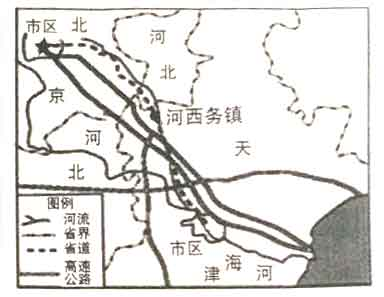 市区 北
河
北
京
河西务镇
河
天
北
图例
河流
省界
省道
高速
公路
市区 海
津 河